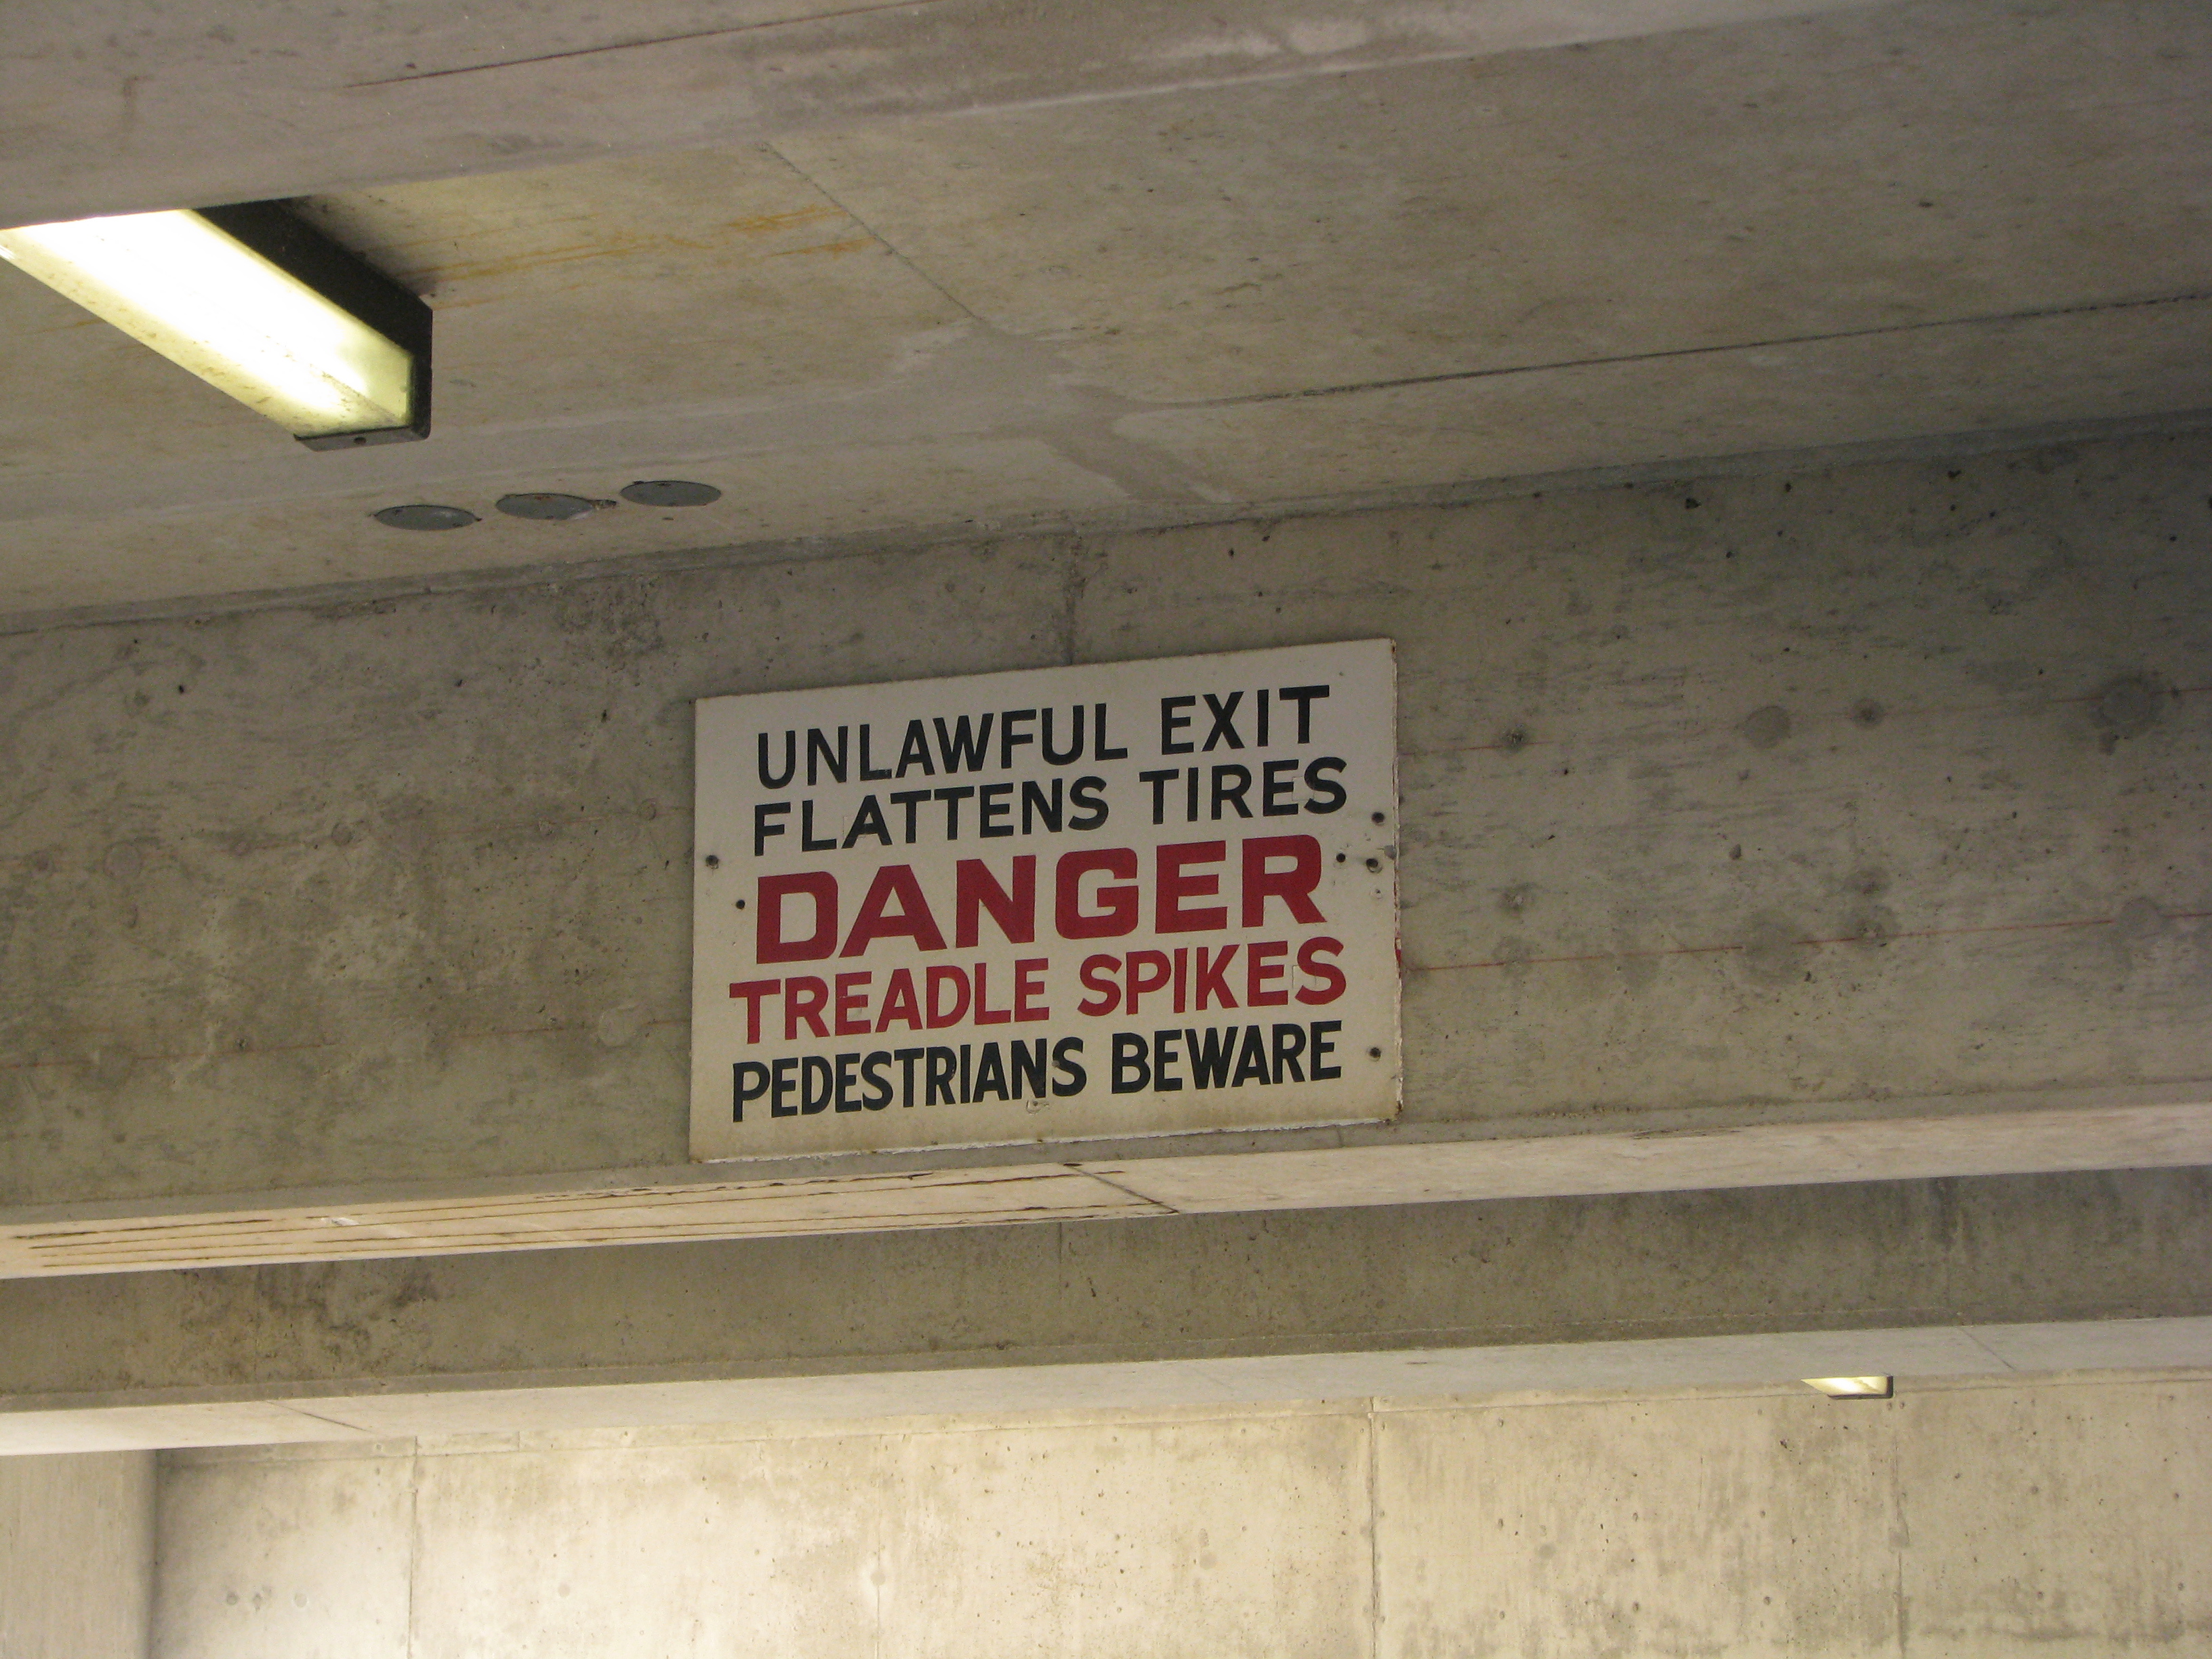 UNLAWFUL EXIT
FLATTENS TIRES
DANGER
TREADLE SPIKES
PEDESTRIANS BEWARE